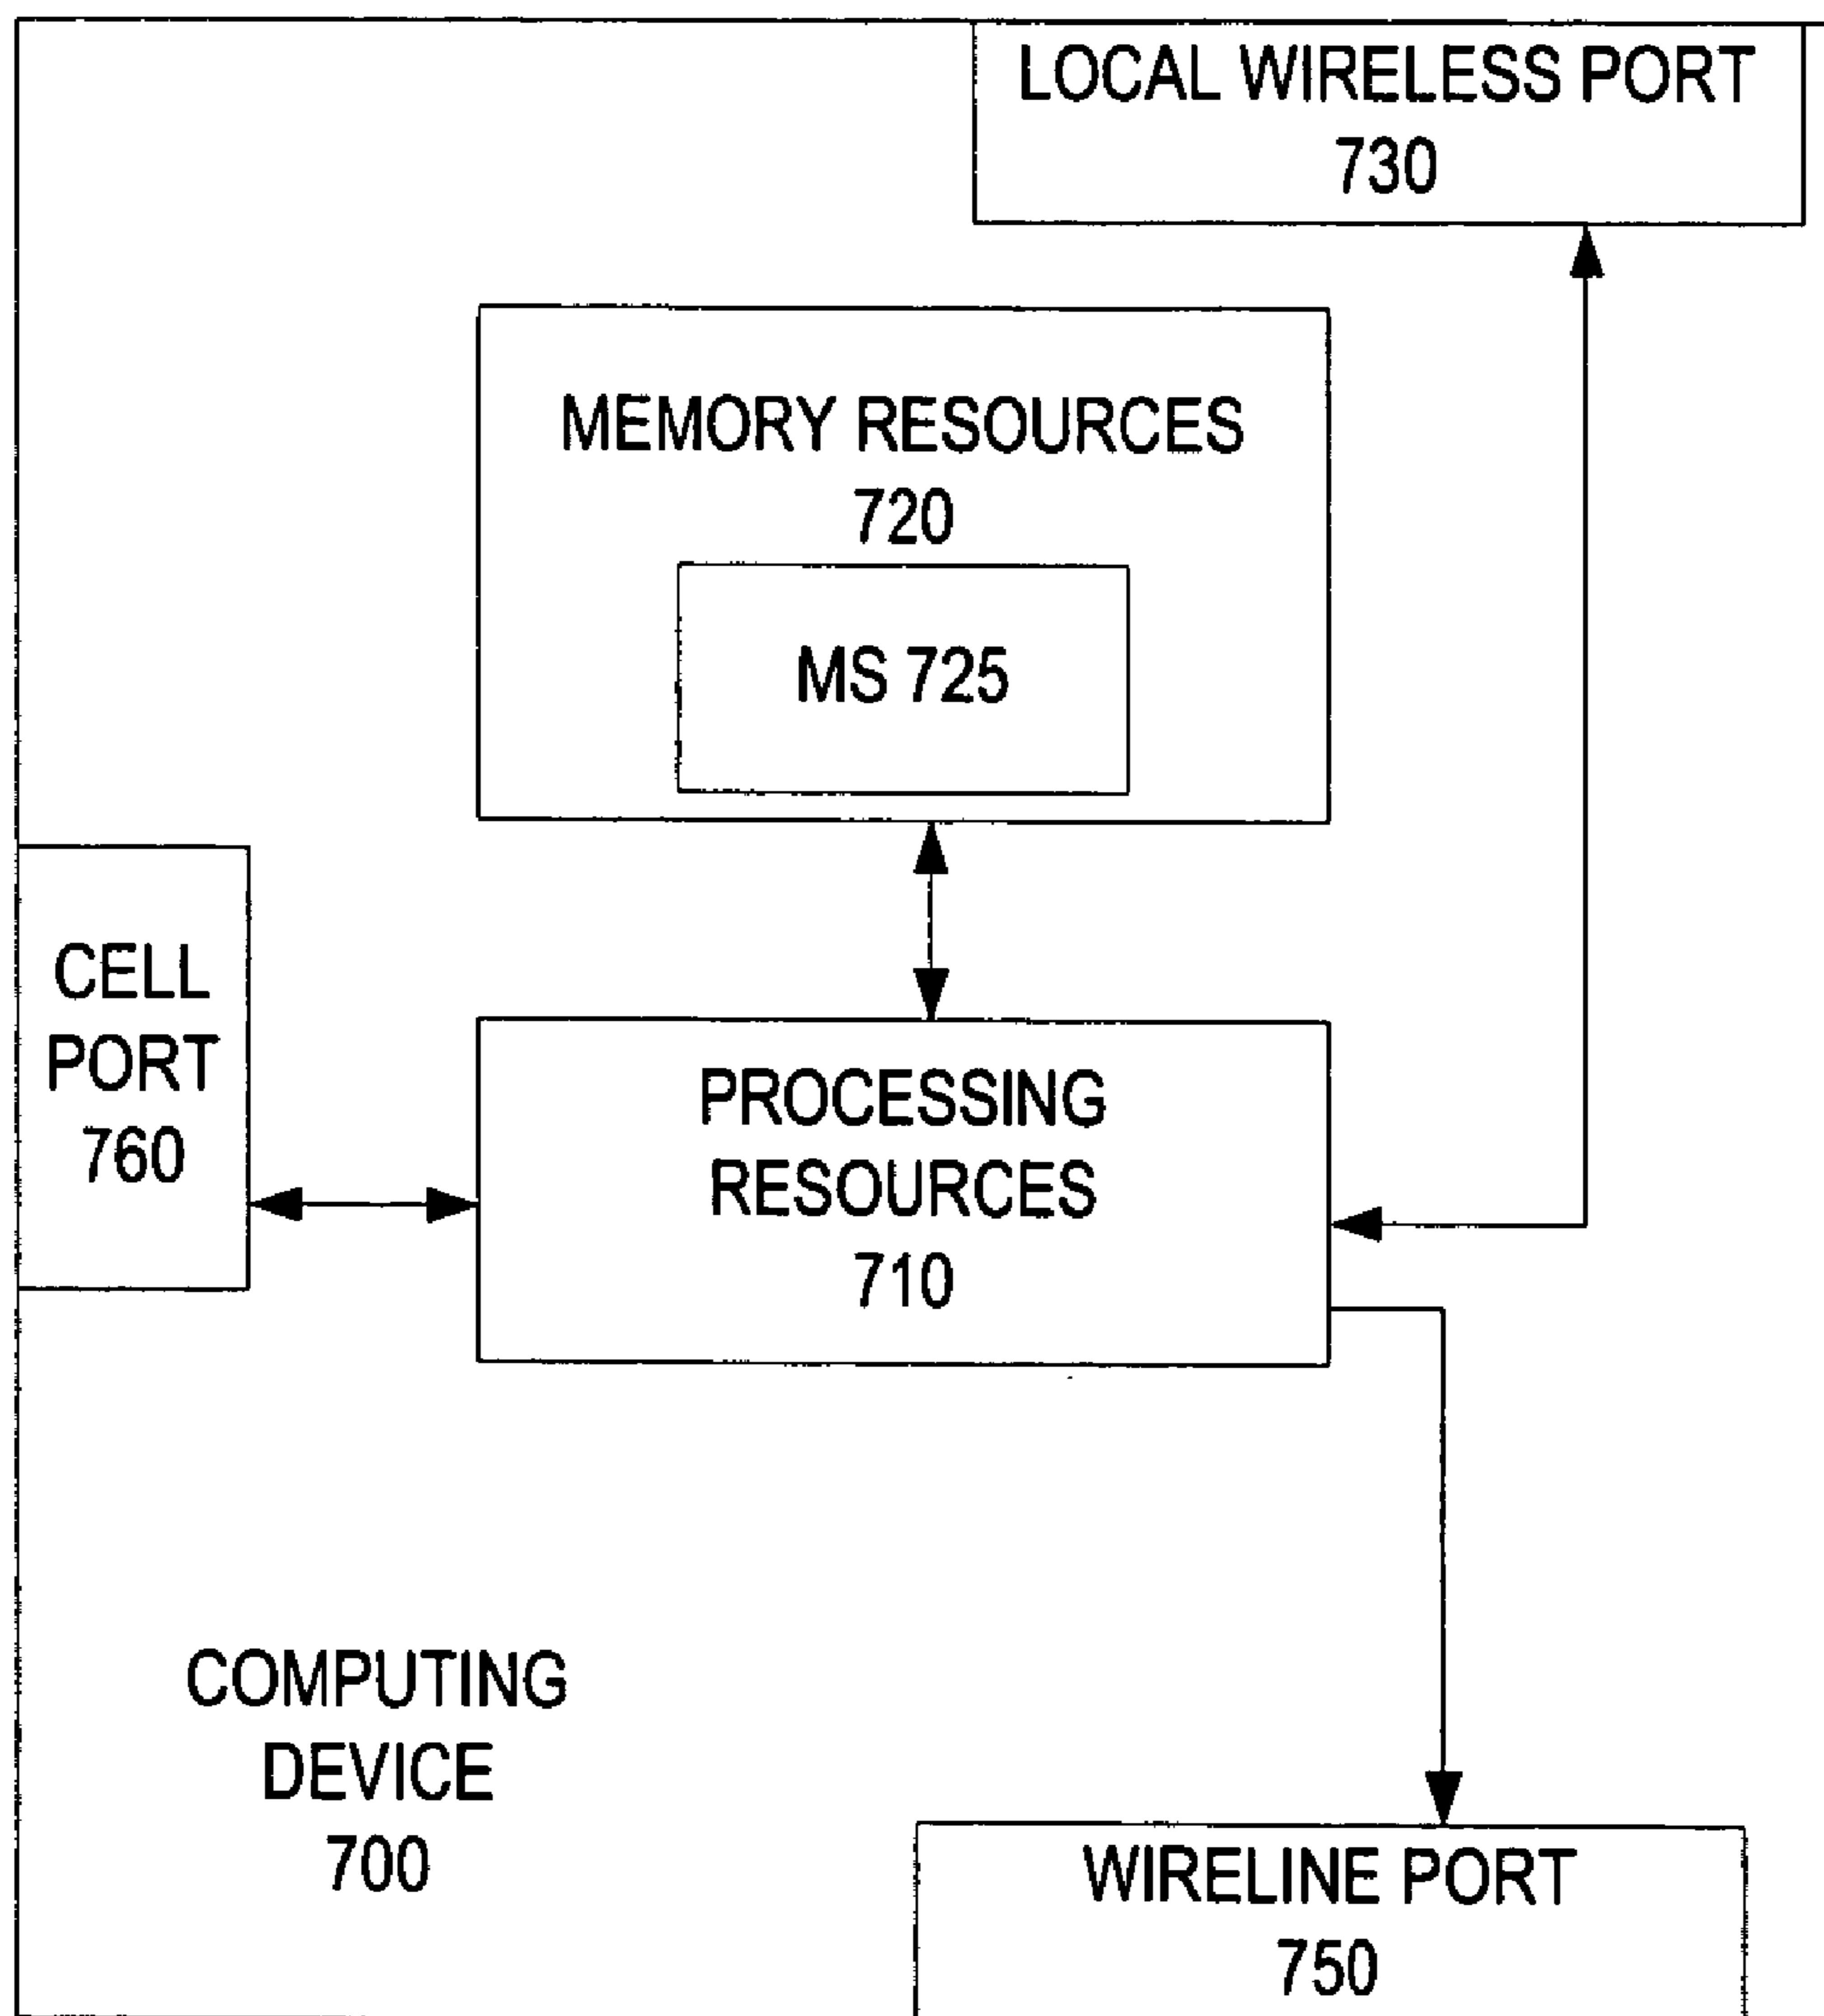 LOCAL WIRELESS PORT
730
MEMORY RESOURCES
720
MS 725
CELL
PORT
760
PROCESSING
RESOURCES
710
COMPUTING
DEVICE
700
WIRELINE PORT
750